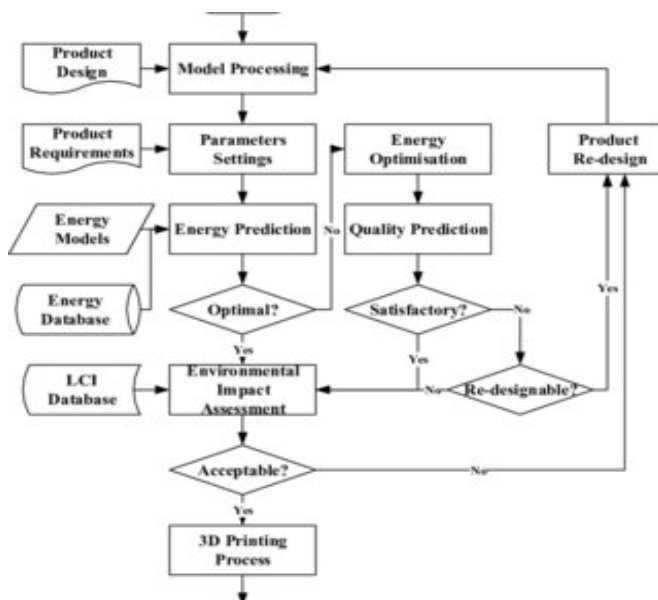 Product
Design
Model Processing
Product
Requirements
Parameters
Settings
Energy
Optimisation
Product
Re-design
Energy
Models
Energy Prediction
No
Quality Prediction
Energy
Database
Optimal?
Satisfactory?
No
Yes
Yes
Yes
LCI
Database
Environmental
Impact
Assessment
No
Re-designable?
Acceptable?
No
Yes
3D Printing
Process